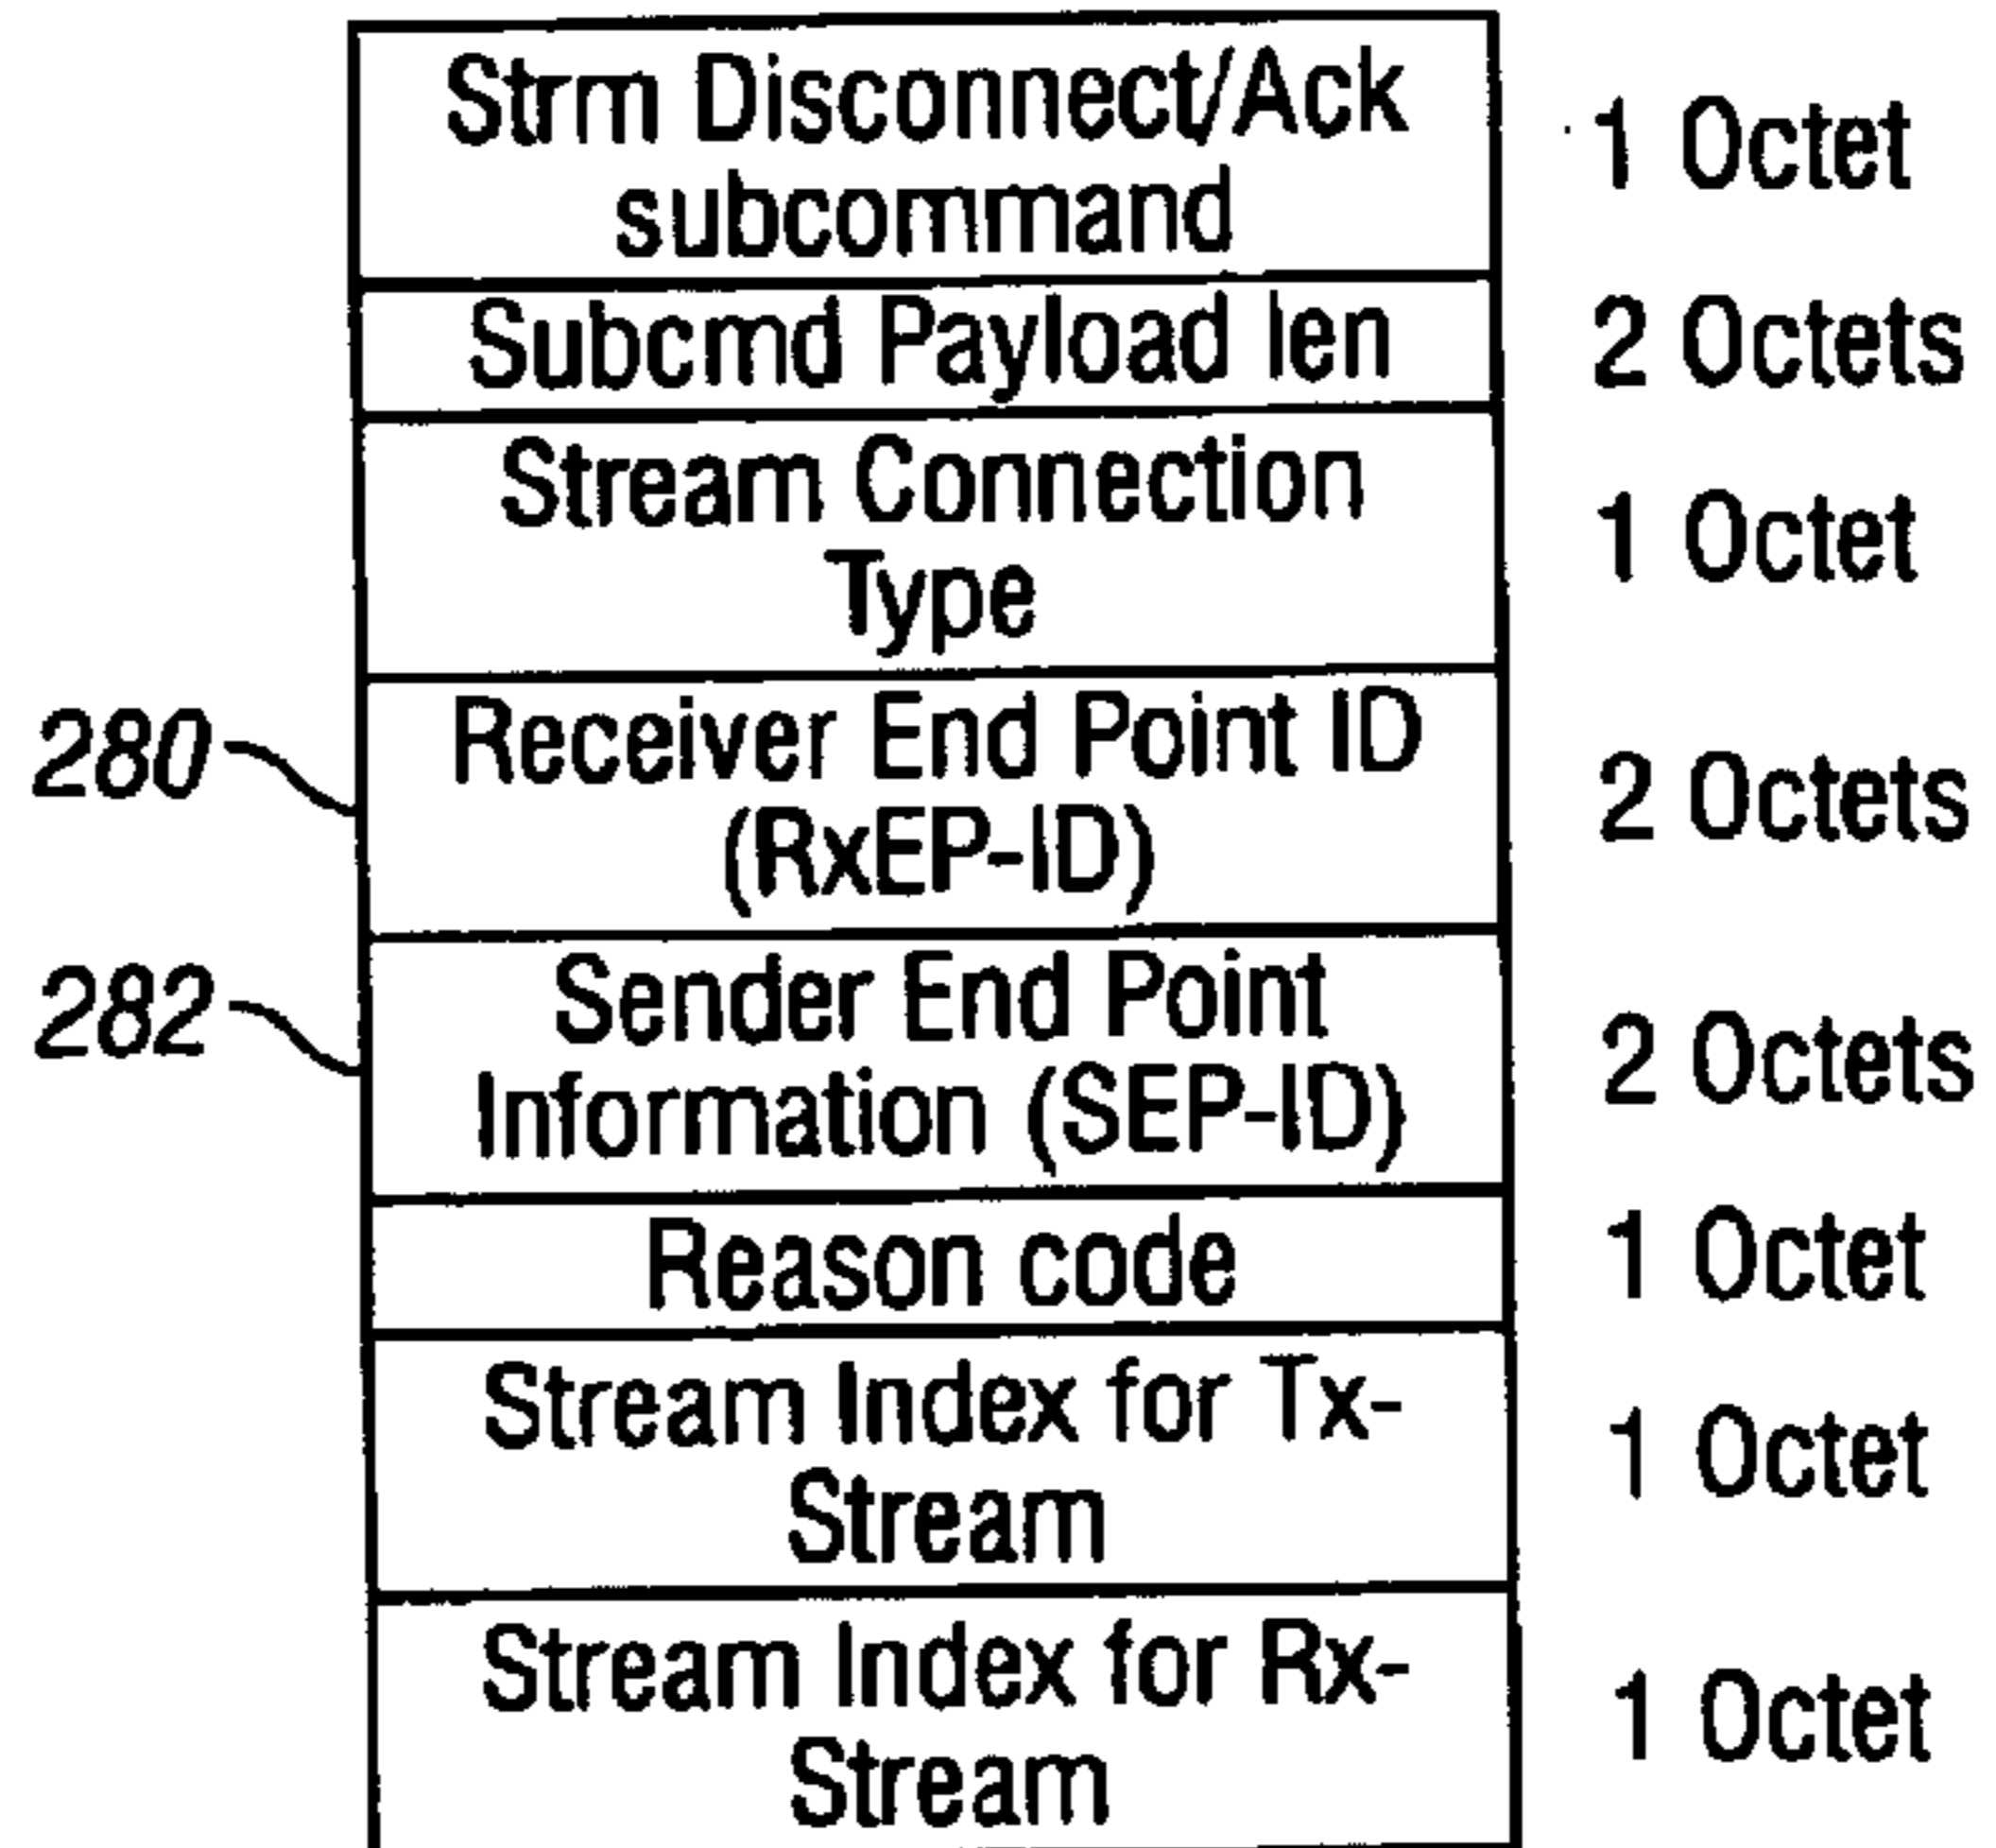 Strm Disconnect/Ack
subcommand
1 Octet
Subcmd Payload len
2 Octets
Stream Connection
Type
1 Octet
280
Receiver End Point ID
(RxEP-ID)
2 Octets
282
Sender End Point
Information (SEP-ID)
2 Octets
Reason code
1 Octet
Stream Index for Tx-
Stream
1 Octet
Stream Index for Rx-
Stream
1 Octet